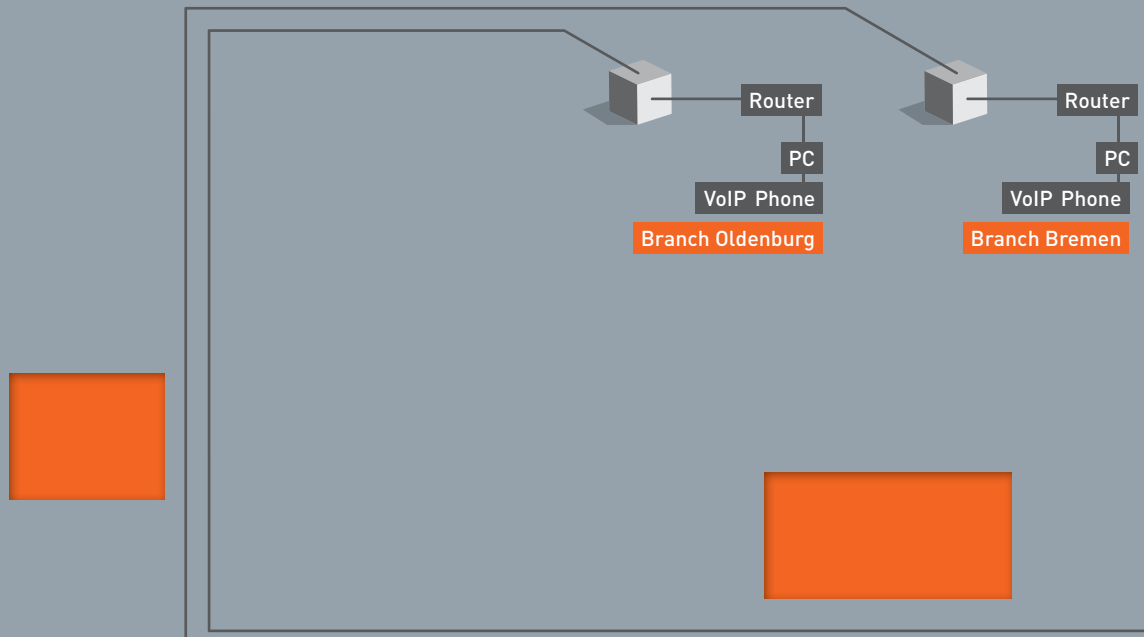 Router
PC
VoIP Phone
Branch Oldenburg
Router
PC
VoIP Phone
Branch Bremen